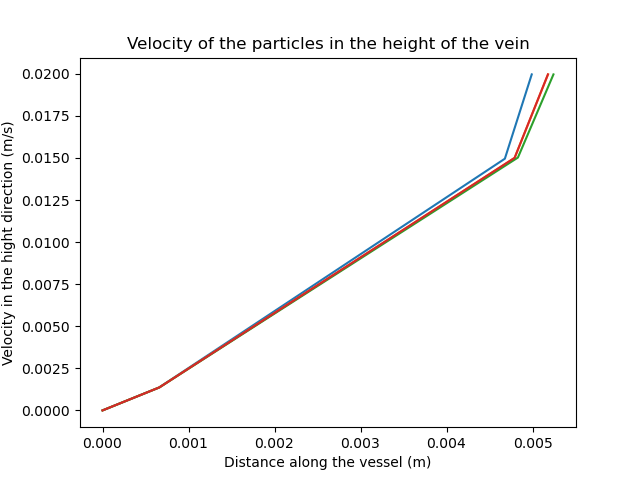 Velocity of the particles in the height of the vein
0.0200
0.0175
0.0150
0.0125
0.0100
0.0075
0.0050
0.0025
0.0000
Velocity in the hight direction (m/s)
0.000 0.001 0.002 0.003 0.004 0.005
Distance along the vessel (m)